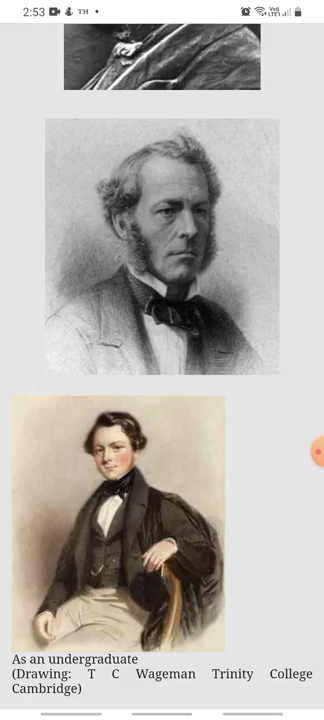 2:53 TH •
Vo)) LTE1
As an undergraduate
(Drawing: T C Wageman Trinity College
Cambridge)